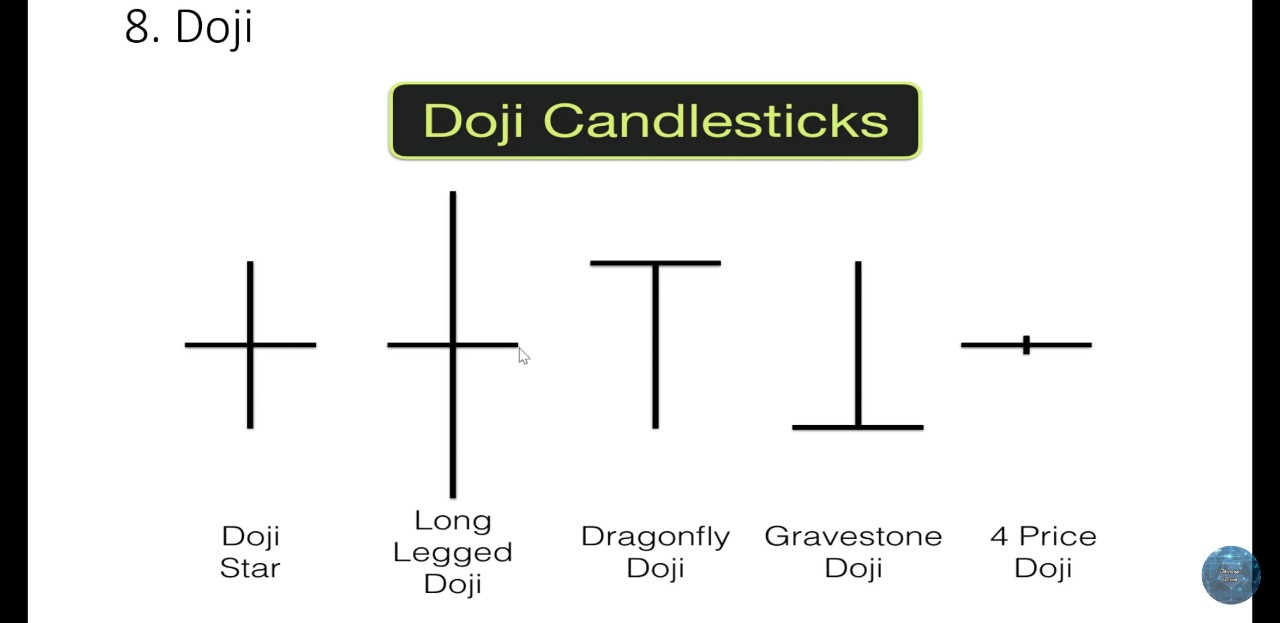 8. Doji
Doji Candlesticks
Doji
Star
Long
Legged
Doji
Dragonfly
Doji
Gravestone
Doji
4 Price
Doji